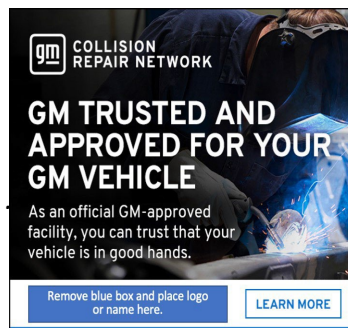 gm
COLLISION
REPAIR NETWORK
GM TRUSTED AND
APPROVED FOR YOUR
GM VEHICLE
As an official GM-approved
facility, you can trust that your
vehicle is in good hands.
Remove blue box and place logo
or name here.
LEARN MORE